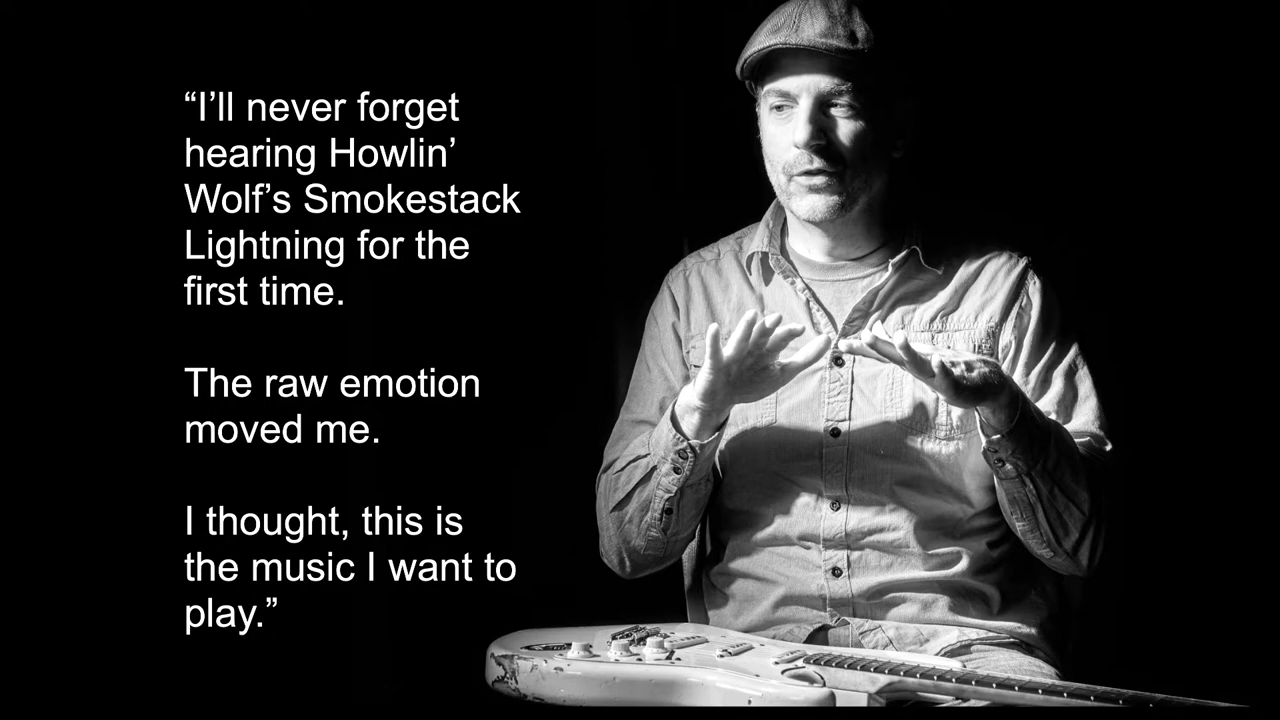 “I’ll never forget
hearing Howlin’
Wolf’s Smokestack
Lightning for the
first time.
The raw emotion
moved me.
I thought, this is
the music I want to
play.”